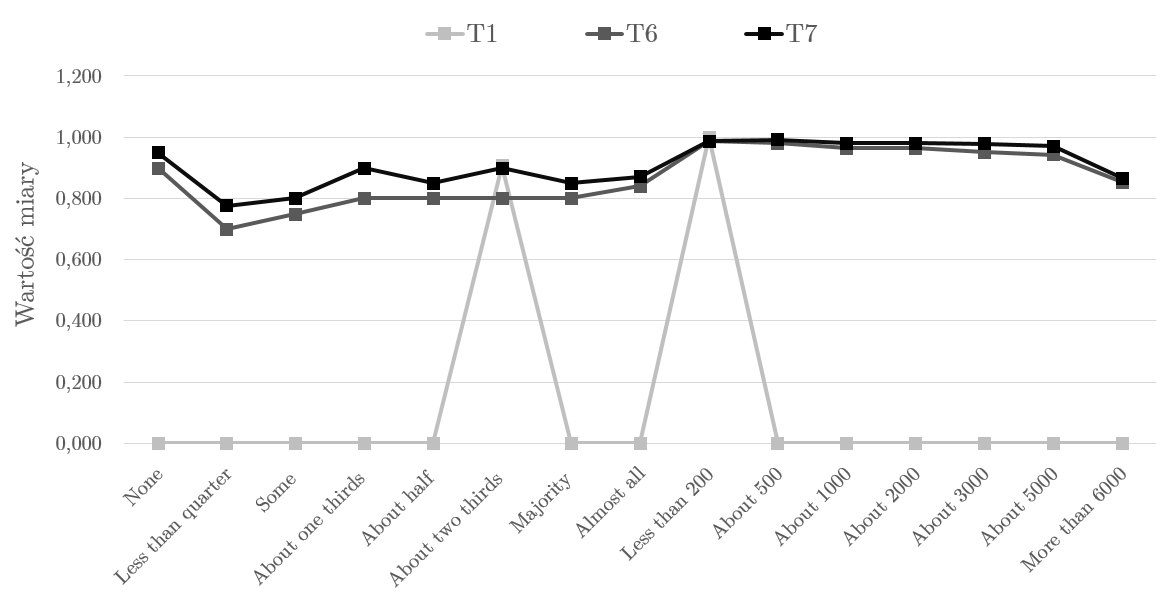 T1 T6 T7
1,200
1,000
0,800
0,600
0,400
0,200
0,000
Wartość miary
None
Less than quarter
Some
About one thirds
About half
About two thirds
Majority
Almost all
Less than 200
About 500
About 1000
About 2000
About 3000
About 5000
More than 6000